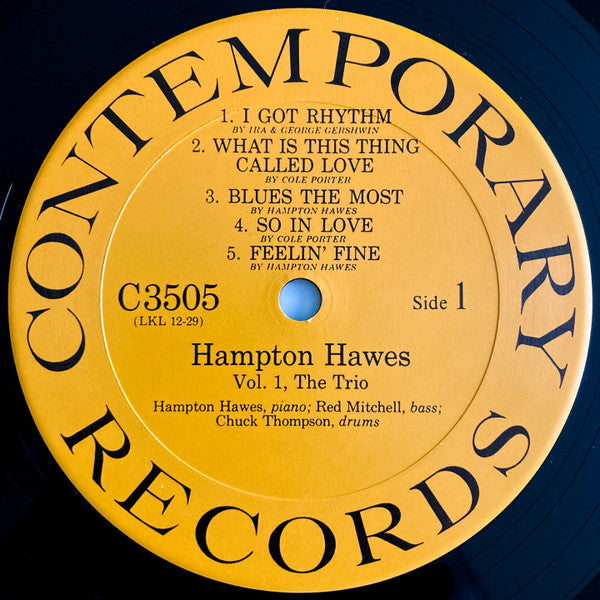 CONTEMPORARY
1. I GOT RHYTHM
BY IRA & GEORGE GERSHWIN
2. WHAT IS THIS THING
CALLED LOVE
BY COLE PORTER
3. BLUES THE MOST
BY HAMPTON HAWES
4. SO IN LOVE
BY COLE PORTER
5. FEELIN' FINE
BY HAMPTON HAWES
C3505
(LKL 12-29)
Side 1
Hampton Hawes
Vol. 1, The Trio
Hampton Hawes, piano; Red Mitchell, bass;
Chuck Thompson, drums
RECORDS